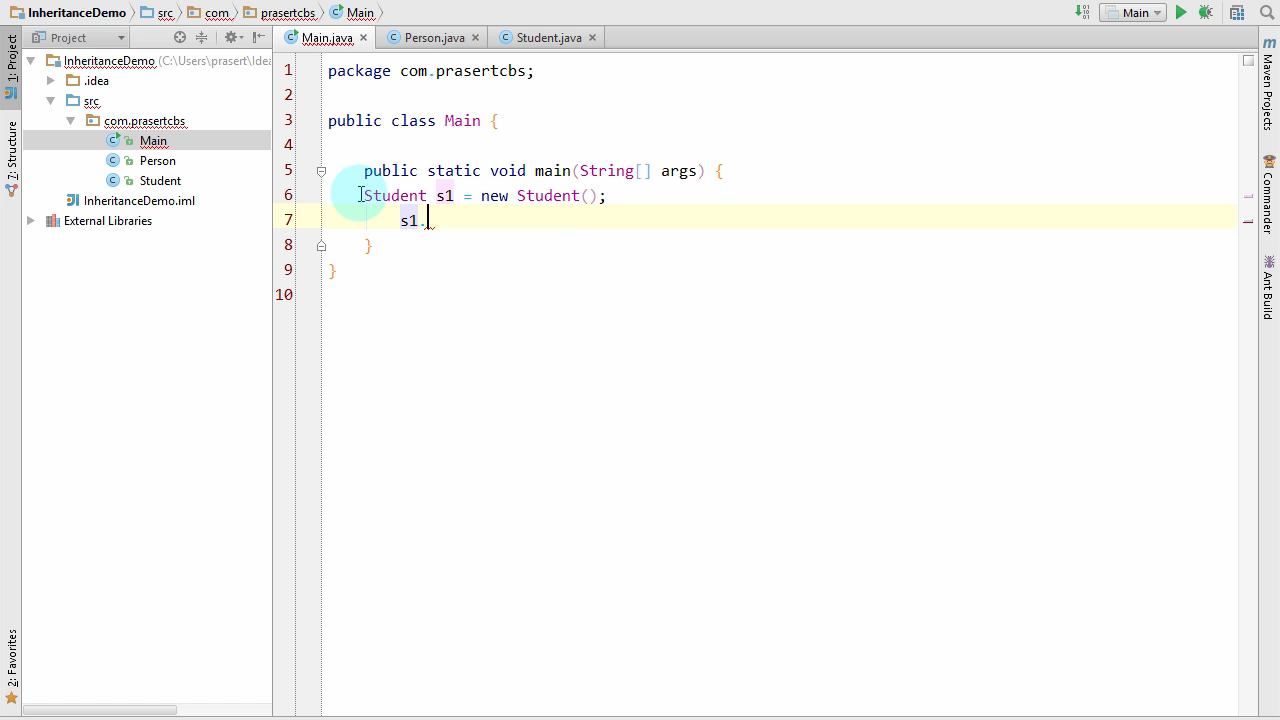 InheritanceDemo src com prasertcbs Main
Main
Project
Main.java Person.java Student.java
1: Project
7: Structure
2: Favorites
InheritanceDemo (C:\Users\prasert\Idea
.idea
src
com.prasertcbs
Main
Person
Student
InheritanceDemo.iml
External Libraries
1 package com.prasertcbs;
2
3 public class Main {
4
5 public static void main(String[] args) {
6 Student s1 = new Student();
7 s1.
8 }
9 }
10
Maven Projects
Commander
Ant Build